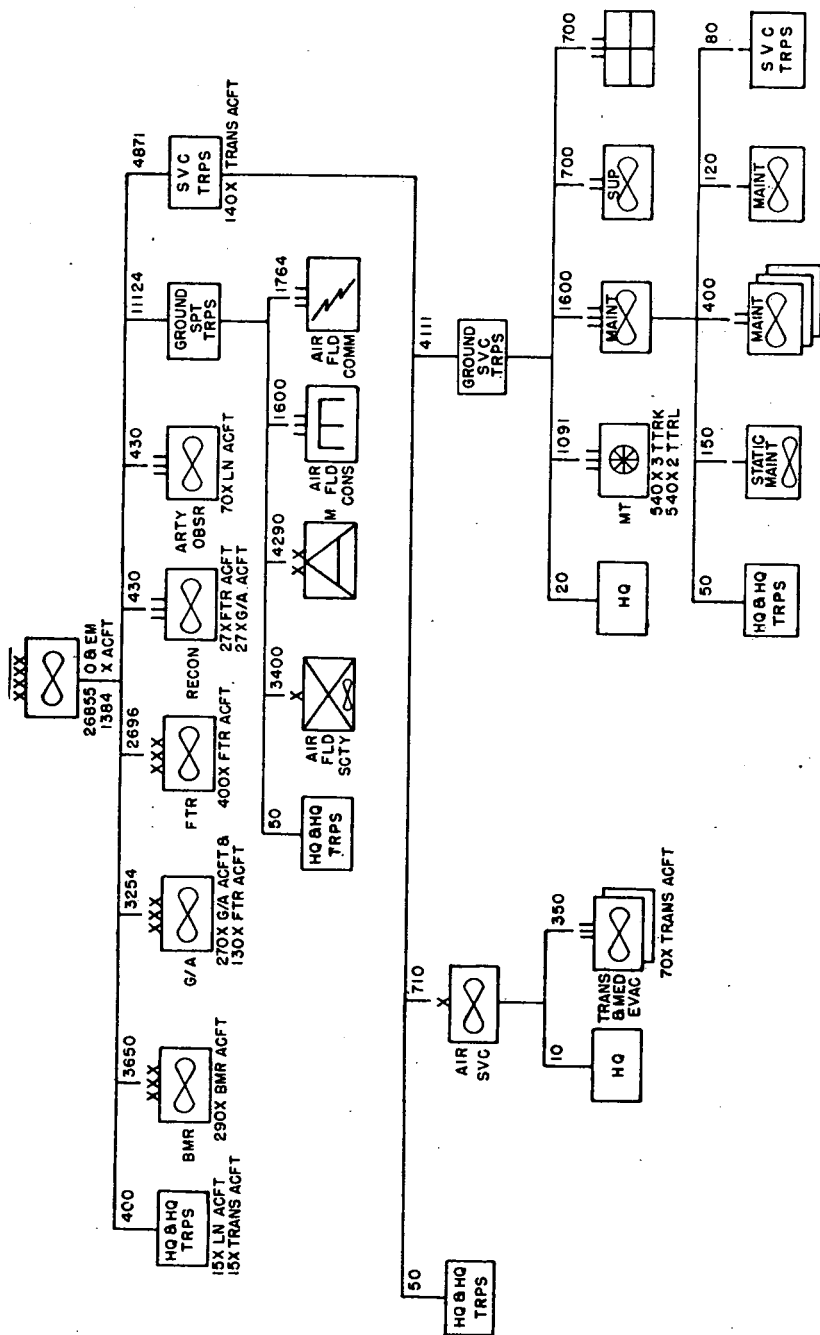 XXXX
26855 O & EM
1384 X ACFT
400
HQ & HQ
TRPS
15X LN ACFT
15X TRANS ACFT
3650
XXX
BMR
290X BMR ACFT
3254
XXX
G/A
270X G/A ACFT &
130X FTR ACFT
2696
XXX
FTR
400X FTR ACFT.
430
RECON
27X FTR ACFT
27X G/A ACFT
430
ARTY
OBSR
70X LN ACFT
11124
GROUND
SPT
TRPS
4871
SVC
TRPS
140X TRANS ACFT
50
HQ & HQ
TRPS
3400
X
AIR
FLD
SCTY
4290
XX
M
1600
AIR
FLD
CONS
1764
AIR
FLD
COMM
50
HQ & HQ
TRPS
710
X
AIR
SVC
4111
GROUND
SVC
TRPS
10
HQ
350
TRANS
& MED
EVAC
70X TRANS ACFT
20
HQ
1091
MT
540X 3 TTRK
540X 2 TTRL
1600
MAINT
700
SUP
700
50
HQ & HQ
TRPS
150
STATIC
MAINT
400
MAINT
120
MAINT
80
SVC
TRPS